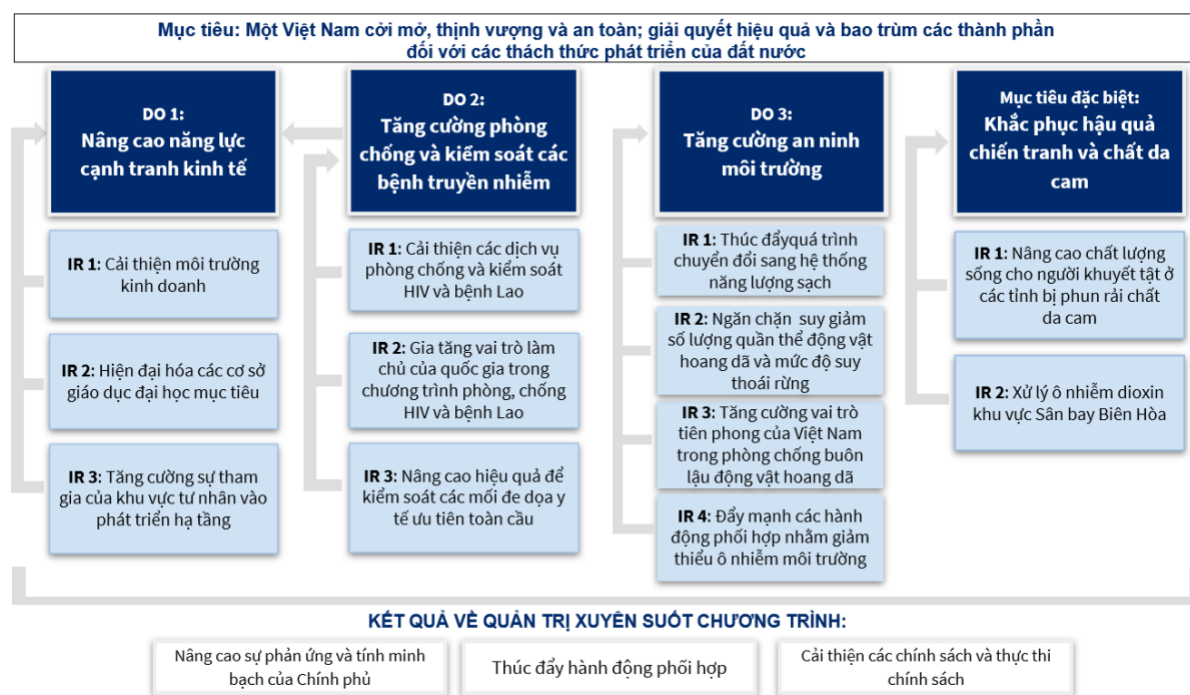 Mục tiêu: Một Việt Nam cởi mở, thịnh vượng và an toàn; giải quyết hiệu quả và bao trùm các thành phần
đối với các thách thức phát triển của đất nước
DO 1:
Nâng cao năng lực
cạnh tranh kinh tế
IR 1: Cải thiện môi trường
kinh doanh
IR 2: Hiện đại hóa các cơ sở
giáo dục đại học mục tiêu
IR 3: Tăng cường sự tham
gia của khu vực tư nhân vào
phát triển hạ tầng
DO 2:
Tăng cường phòng
chống và kiểm soát các
bệnh truyền nhiễm
IR 1: Cải thiện các dịch vụ
phòng chống và kiểm soát
HIV và bệnh Lao
IR 2: Gia tăng vai trò làm
chủ của quốc gia trong
chương trình phòng, chống
HIV và bệnh Lao
IR 3: Nâng cao hiệu quả để
kiểm soát các mối đe dọa y
tế ưu tiên toàn cầu
DO 3:
Tăng cường an ninh
môi trường
IR 1: Thúc đẩyquá trình
chuyển đổi sang hệ thống
năng lượng sạch
IR 2: Ngăn chặn suy giảm
số lượng quần thể động vật
hoang dã và mức độ suy
thoái rừng
IR 3: Tăng cường vai trò
tiên phong của Việt Nam
trong phòng chống buôn
lậu động vật hoang dã
IR 4: Đẩy mạnh các hành
động phối hợp nhằm giảm
thiểu ô nhiễm môi trường
Mục tiêu đặc biệt:
Khắc phục hậu quả
chiến tranh và chất da
cam
IR 1: Nâng cao chất lượng
sống cho người khuyết tật ở
các tỉnh bị phun rải chất
da cam
IR 2: Xử lý ô nhiễm dioxin
khu vực Sân bay Biên Hòa
KẾT QUẢ VỀ QUẢN TRỊ XUYÊN SUỐT CHƯƠNG TRÌNH:
Nâng cao sự phản ứng và tính minh
bạch của Chính phủ
Thúc đẩy hành động phối hợp
Cải thiện các chính sách và thực thi
chính sách